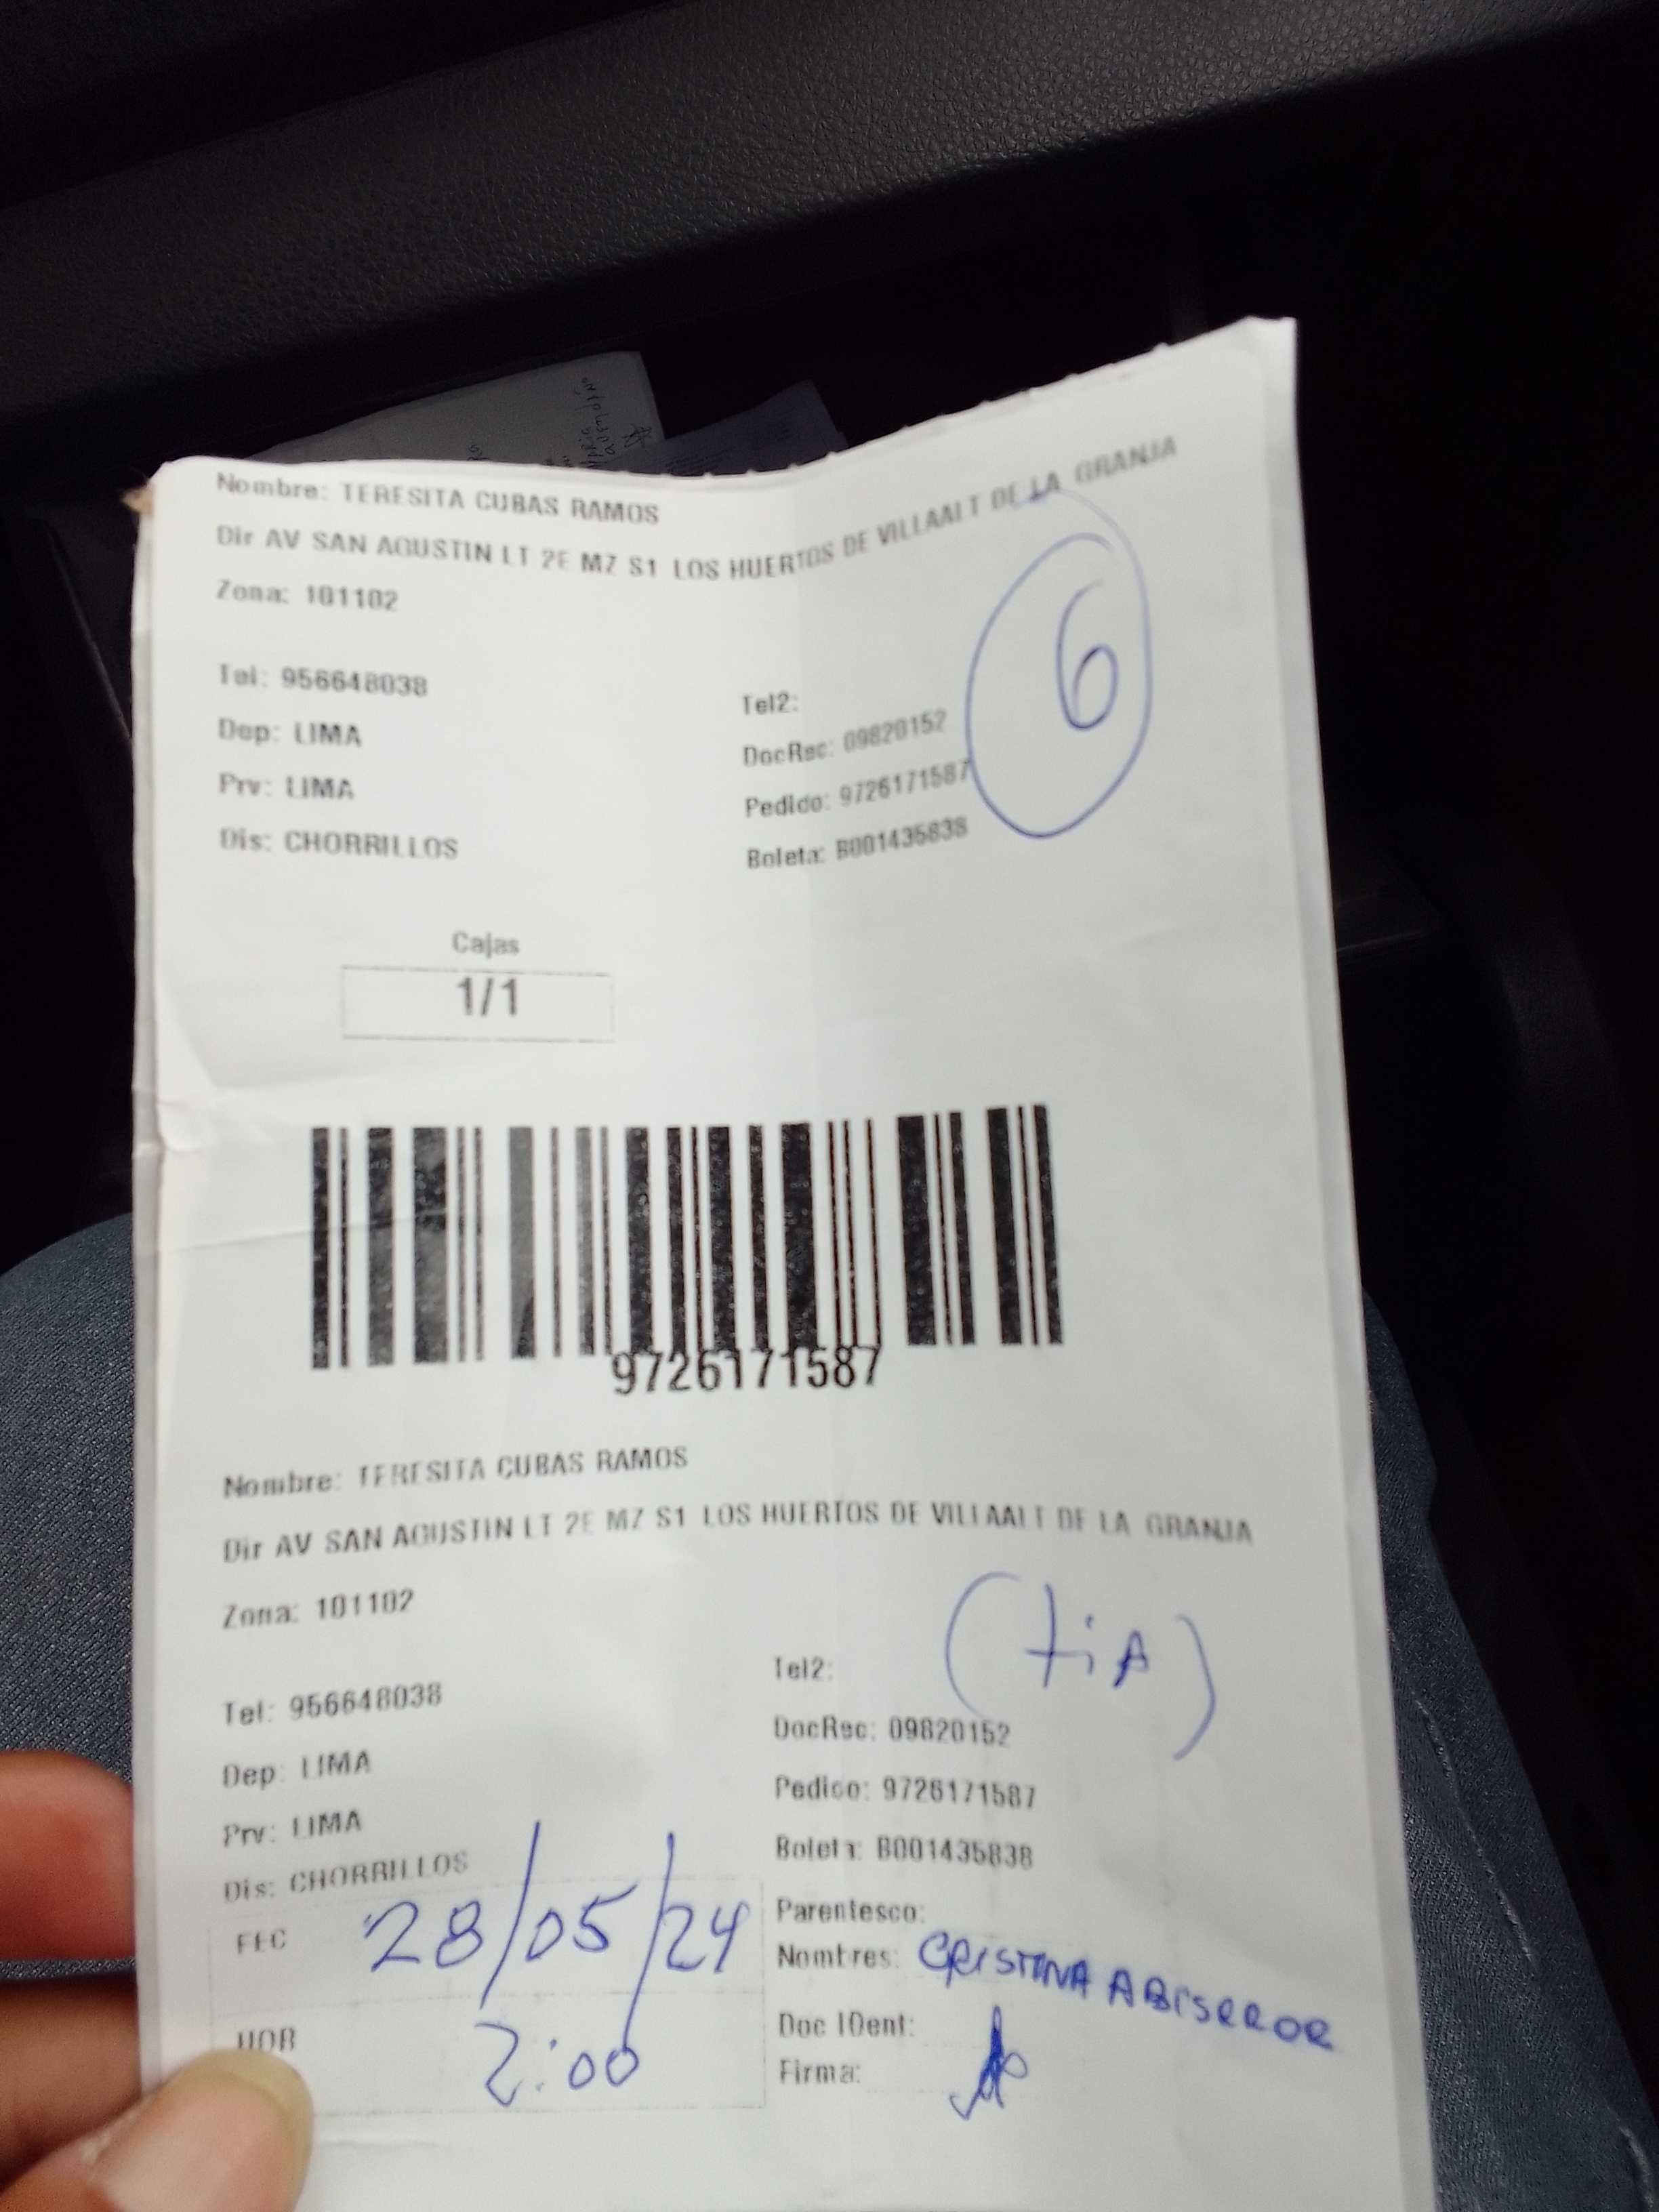 Nombre: TERESITA CUBAS RAMOS
Dir AV SAN AGUSTIN LT 2E MZ S1 LOS HUERTOS DE VILLAALT DE LA GRANJA
Zona: 101102
6
Tel: 956648038
Tel2:
Dep: LIMA
DocRec: 09820152
Prv: LIMA
Pedido: 9726171587
Dis: CHORRILLOS
Boleta: B001435838
Cajas
1/1
9726171587
Nombre: TERESITA CUBAS RAMOS
Dir AV SAN AGUSTIN LT 2E MZ S1 LOS HUERTOS DE VILLAALT DE LA GRANJA
Zona: 101102
(tiA)
Tel: 956648038
Tel2:
Dep: LIMA
DocRec: 09820152
Prv: LIMA
Pedido: 9726171587
Dis: CHORRILLOS
Boleta: B001435838
FEC 28/05/24
Parentesco:
Nombres: CRISTINA ABISRROR
HOR 2:00
Doc IDent:
Firma: